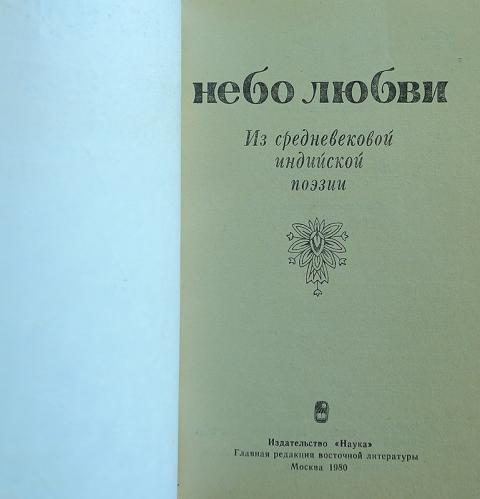 небо любви
Из средневековой
индийской
поэзии
Издательство «Наука»
Главная редакция восточной литературы
Москва 1980